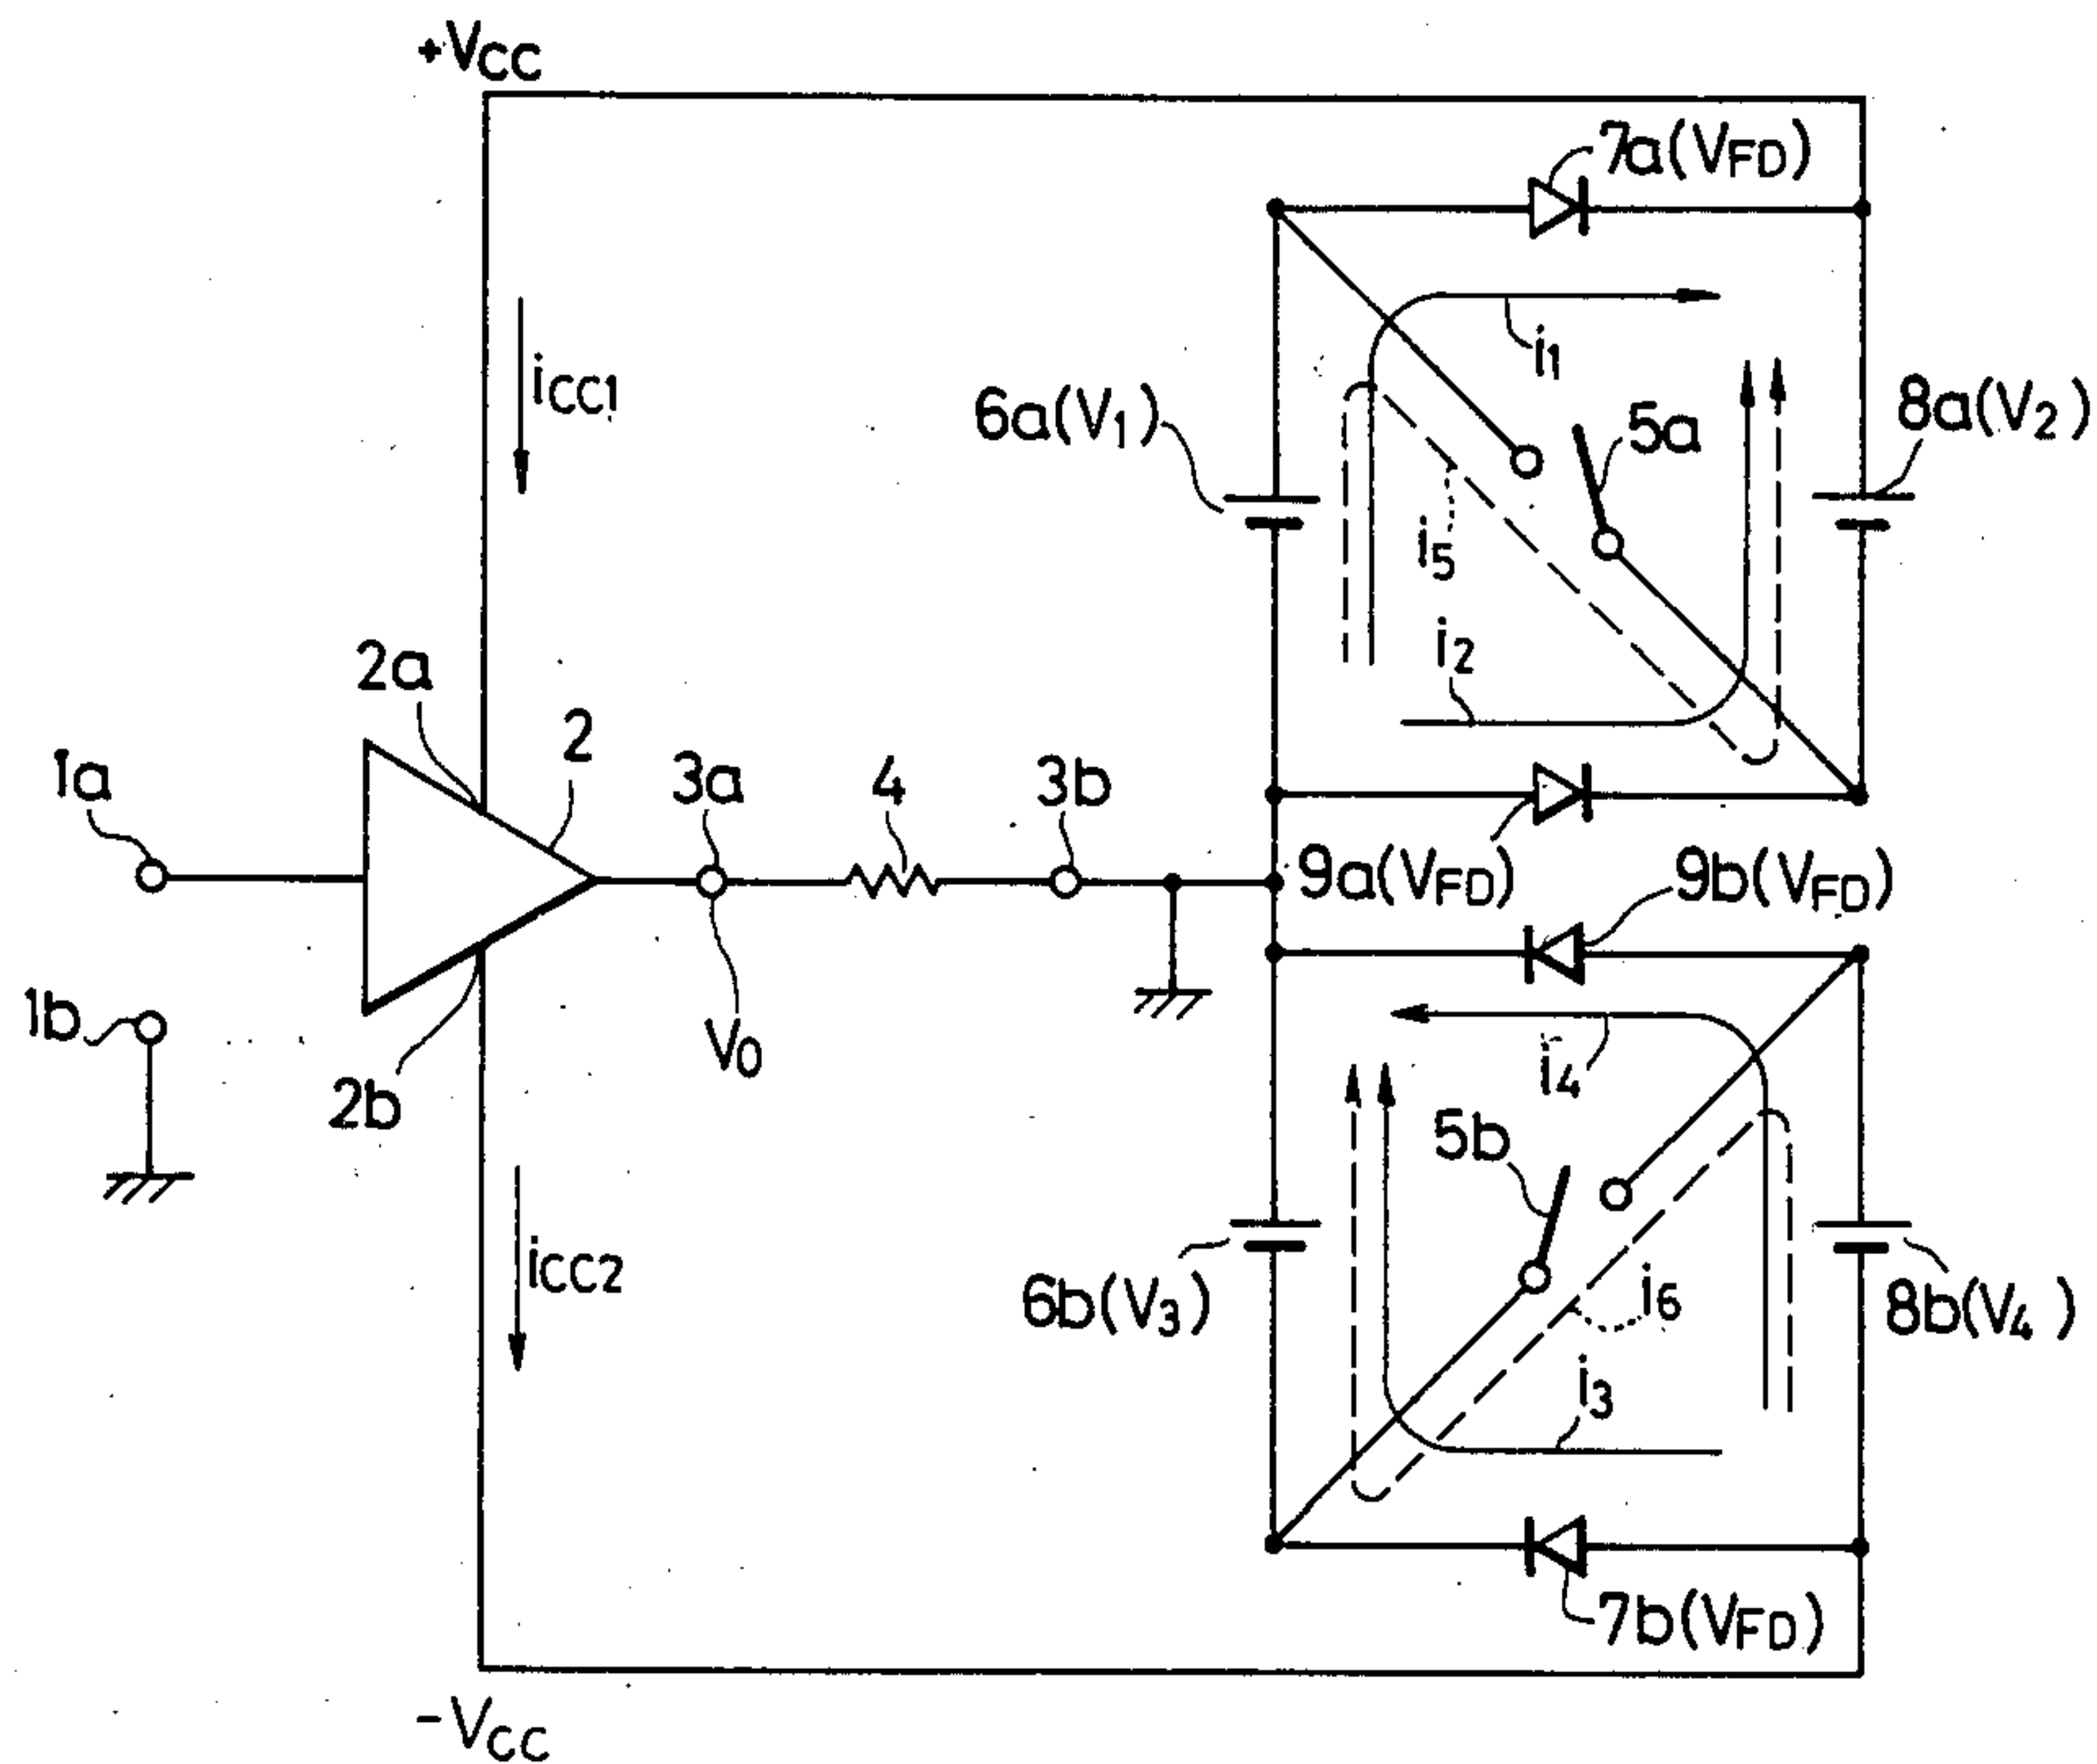 +VCC
7a(VFD)
iCC1
i1
6a(V1)
5a
8a(V2)
i5
i2
2a
2
1a
3a
4
3b
9a(VFD)
9b(VFD)
1b
V0
2b
i4
5b
iCC2
i6
6b(V3)
8b(V4)
i3
7b(VFD)
-VCC